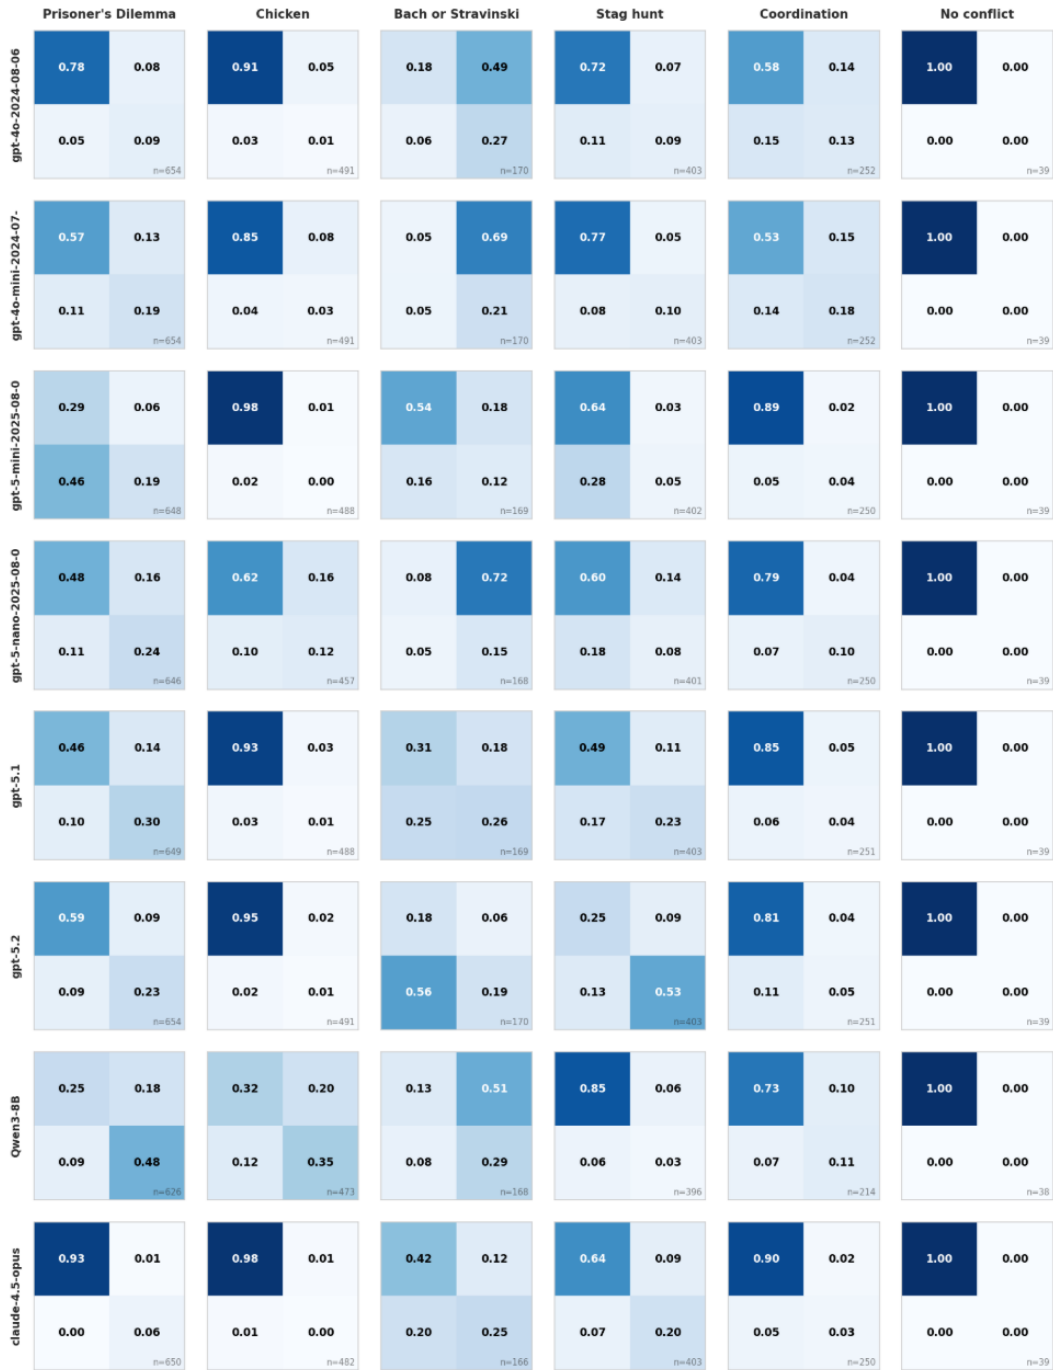 Prisoner's Dilemma Chicken Bach or Stravinski Stag hunt Coordination No conflict
gpt-4o-2024-08-06
0.78 0.08 0.91 0.05 0.18 0.49 0.72 0.07 0.58 0.14 1.00 0.00
0.05 0.09 0.03 0.01 0.06 0.27 0.11 0.09 0.15 0.13 0.00 0.00
n=654 n=491 n=170 n=403 n=252 n=39
gpt-4o-mini-2024-07-
0.57 0.13 0.85 0.08 0.05 0.69 0.77 0.05 0.53 0.15 1.00 0.00
0.11 0.19 0.04 0.03 0.05 0.21 0.08 0.10 0.14 0.18 0.00 0.00
n=654 n=491 n=170 n=403 n=252 n=39
gpt-5-mini-2025-08-0
0.29 0.06 0.98 0.01 0.54 0.18 0.64 0.03 0.89 0.02 1.00 0.00
0.46 0.19 0.02 0.00 0.16 0.12 0.28 0.05 0.05 0.04 0.00 0.00
n=648 n=488 n=169 n=402 n=250 n=39
gpt-5-nano-2025-08-0
0.48 0.16 0.62 0.16 0.08 0.72 0.60 0.14 0.79 0.04 1.00 0.00
0.11 0.24 0.10 0.12 0.05 0.15 0.18 0.08 0.07 0.10 0.00 0.00
n=646 n=457 n=168 n=401 n=250 n=39
gpt-5.1
0.46 0.14 0.93 0.03 0.31 0.18 0.49 0.11 0.85 0.05 1.00 0.00
0.10 0.30 0.03 0.01 0.25 0.26 0.17 0.23 0.06 0.04 0.00 0.00
n=649 n=488 n=169 n=403 n=251 n=39
gpt-5.2
0.59 0.09 0.95 0.02 0.18 0.06 0.25 0.09 0.81 0.04 1.00 0.00
0.09 0.23 0.02 0.01 0.56 0.19 0.13 0.53 0.11 0.05 0.00 0.00
n=654 n=491 n=170 n=403 n=251 n=39
Qwen3-8B
0.25 0.18 0.32 0.20 0.13 0.51 0.85 0.06 0.73 0.10 1.00 0.00
0.09 0.48 0.12 0.35 0.08 0.29 0.06 0.03 0.07 0.11 0.00 0.00
n=626 n=473 n=168 n=396 n=214 n=38
claude-4.5-opus
0.93 0.01 0.98 0.01 0.42 0.12 0.64 0.09 0.90 0.02 1.00 0.00
0.00 0.06 0.01 0.00 0.20 0.25 0.07 0.20 0.05 0.03 0.00 0.00
n=650 n=482 n=166 n=403 n=250 n=39